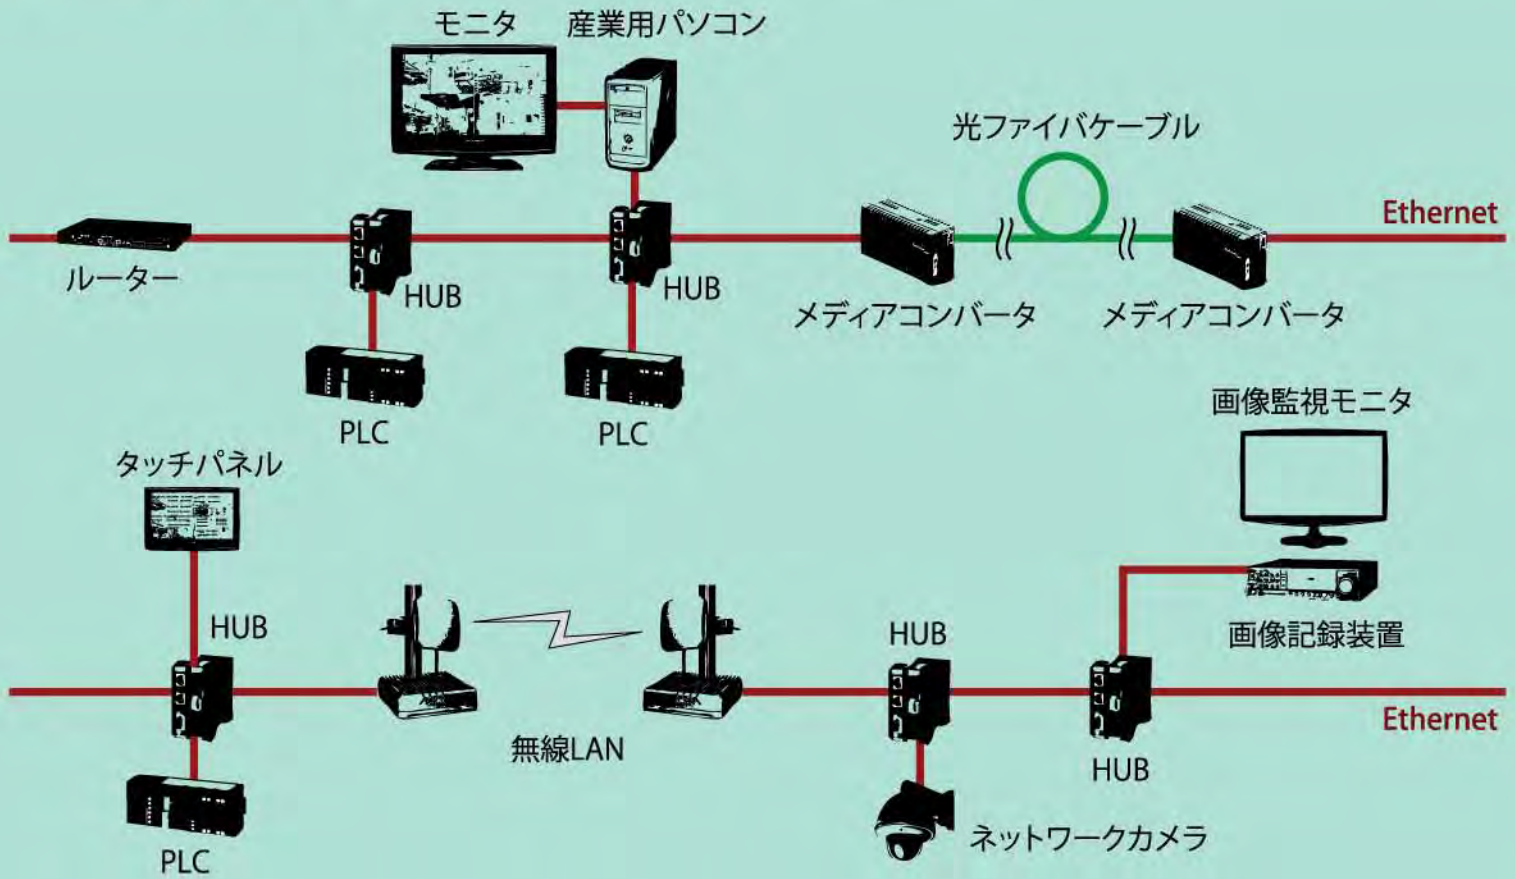 モニタ
産業用パソコン
光ファイバケーブル
Ethernet
ルーター
HUB
HUB
メディアコンバータ
メディアコンバータ
PLC
PLC
画像監視モニタ
タッチパネル
HUB
HUB
画像記録装置
無線LAN
Ethernet
HUB
ネットワークカメラ
PLC